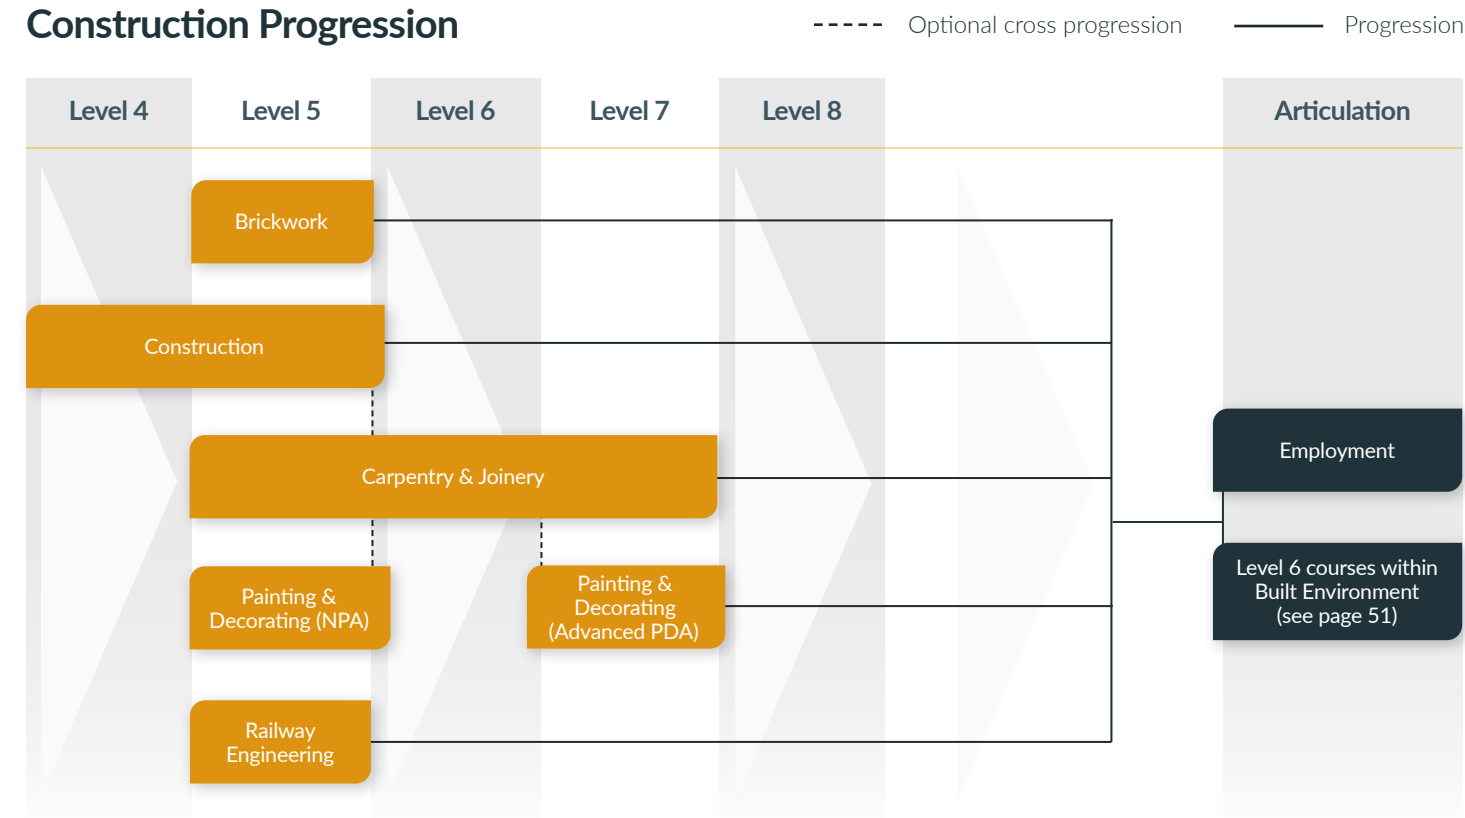 Construction Progression
Optional cross progression
Progression
Level 4
Level 5
Level 6
Level 7
Level 8
Articulation
Brickwork
Construction
Carpentry & Joinery
Employment
Painting &
Decorating (NPA)
Painting &
Decorating
(Advanced PDA)
Level 6 courses within
Built Environment
(see page 51)
Railway
Engineering